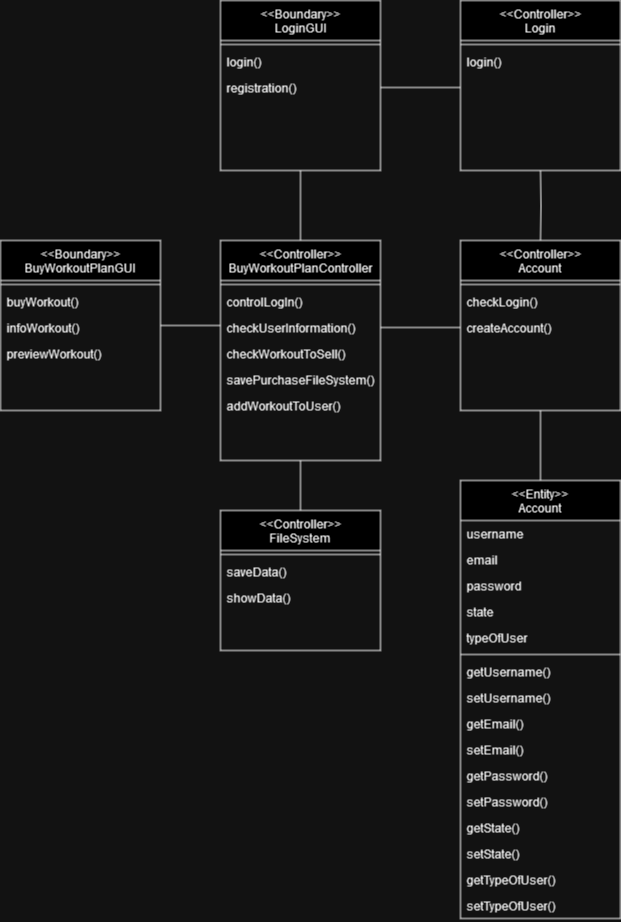 <<Boundary>>
LoginGUI
login()
registration()
<<Controller>>
Login
login()
<<Boundary>>
BuyWorkoutPlanGUI
buyWorkout()
infoWorkout()
previewWorkout()
<<Controller>>
BuyWorkoutPlanController
controlLogIn()
checkUserInformation()
checkWorkoutToSell()
savePurchaseFileSystem()
addWorkoutToUser()
<<Controller>>
Account
checkLogin()
createAccount()
<<Controller>>
FileSystem
saveData()
showData()
<<Entity>>
Account
username
email
password
state
typeOfUser
getUsername()
setUsername()
getEmail()
setEmail()
getPassword()
setPassword()
getState()
setState()
getTypeOfUser()
setTypeOfUser()